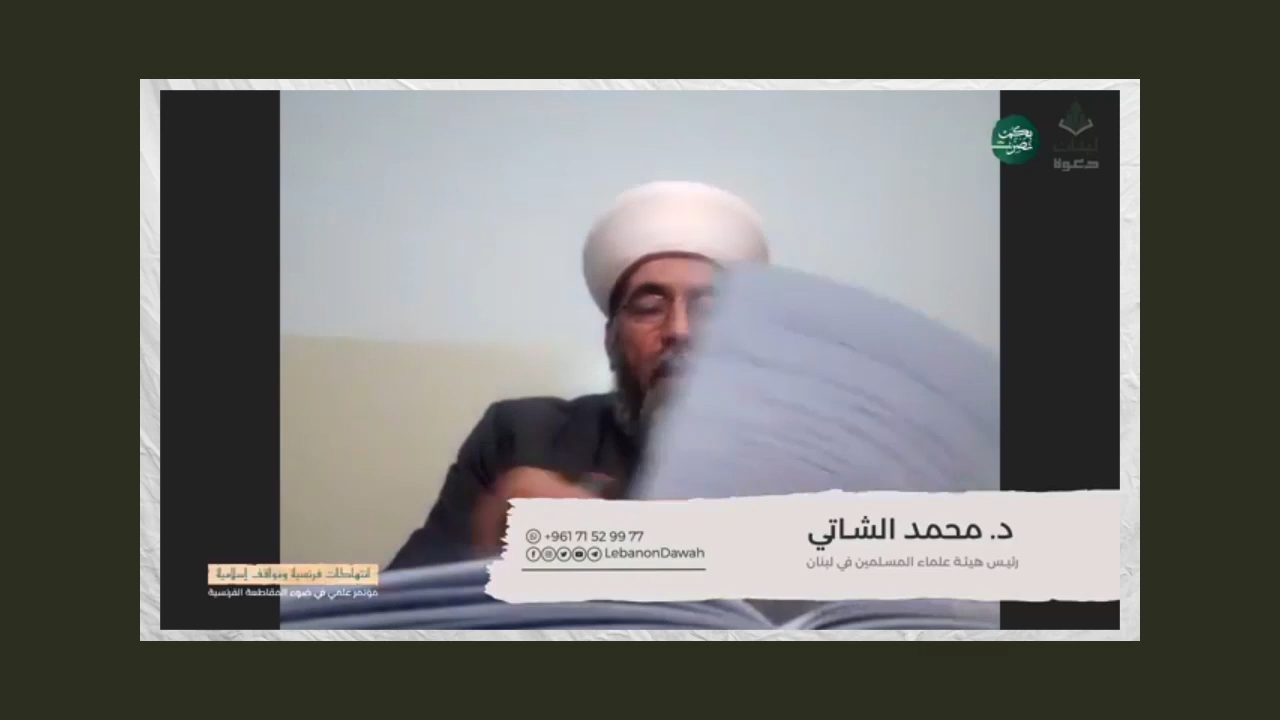 لبنان
دعوة
د. محمد الشاتي
رئيس هيئة علماء المسلمين في لبنان
+961 71 52 99 77
LebanonDawah
انتهاكات فرنسية ومواقف إسلامية
مؤتمر علمي في ضوء المقاطعة الفرنسية